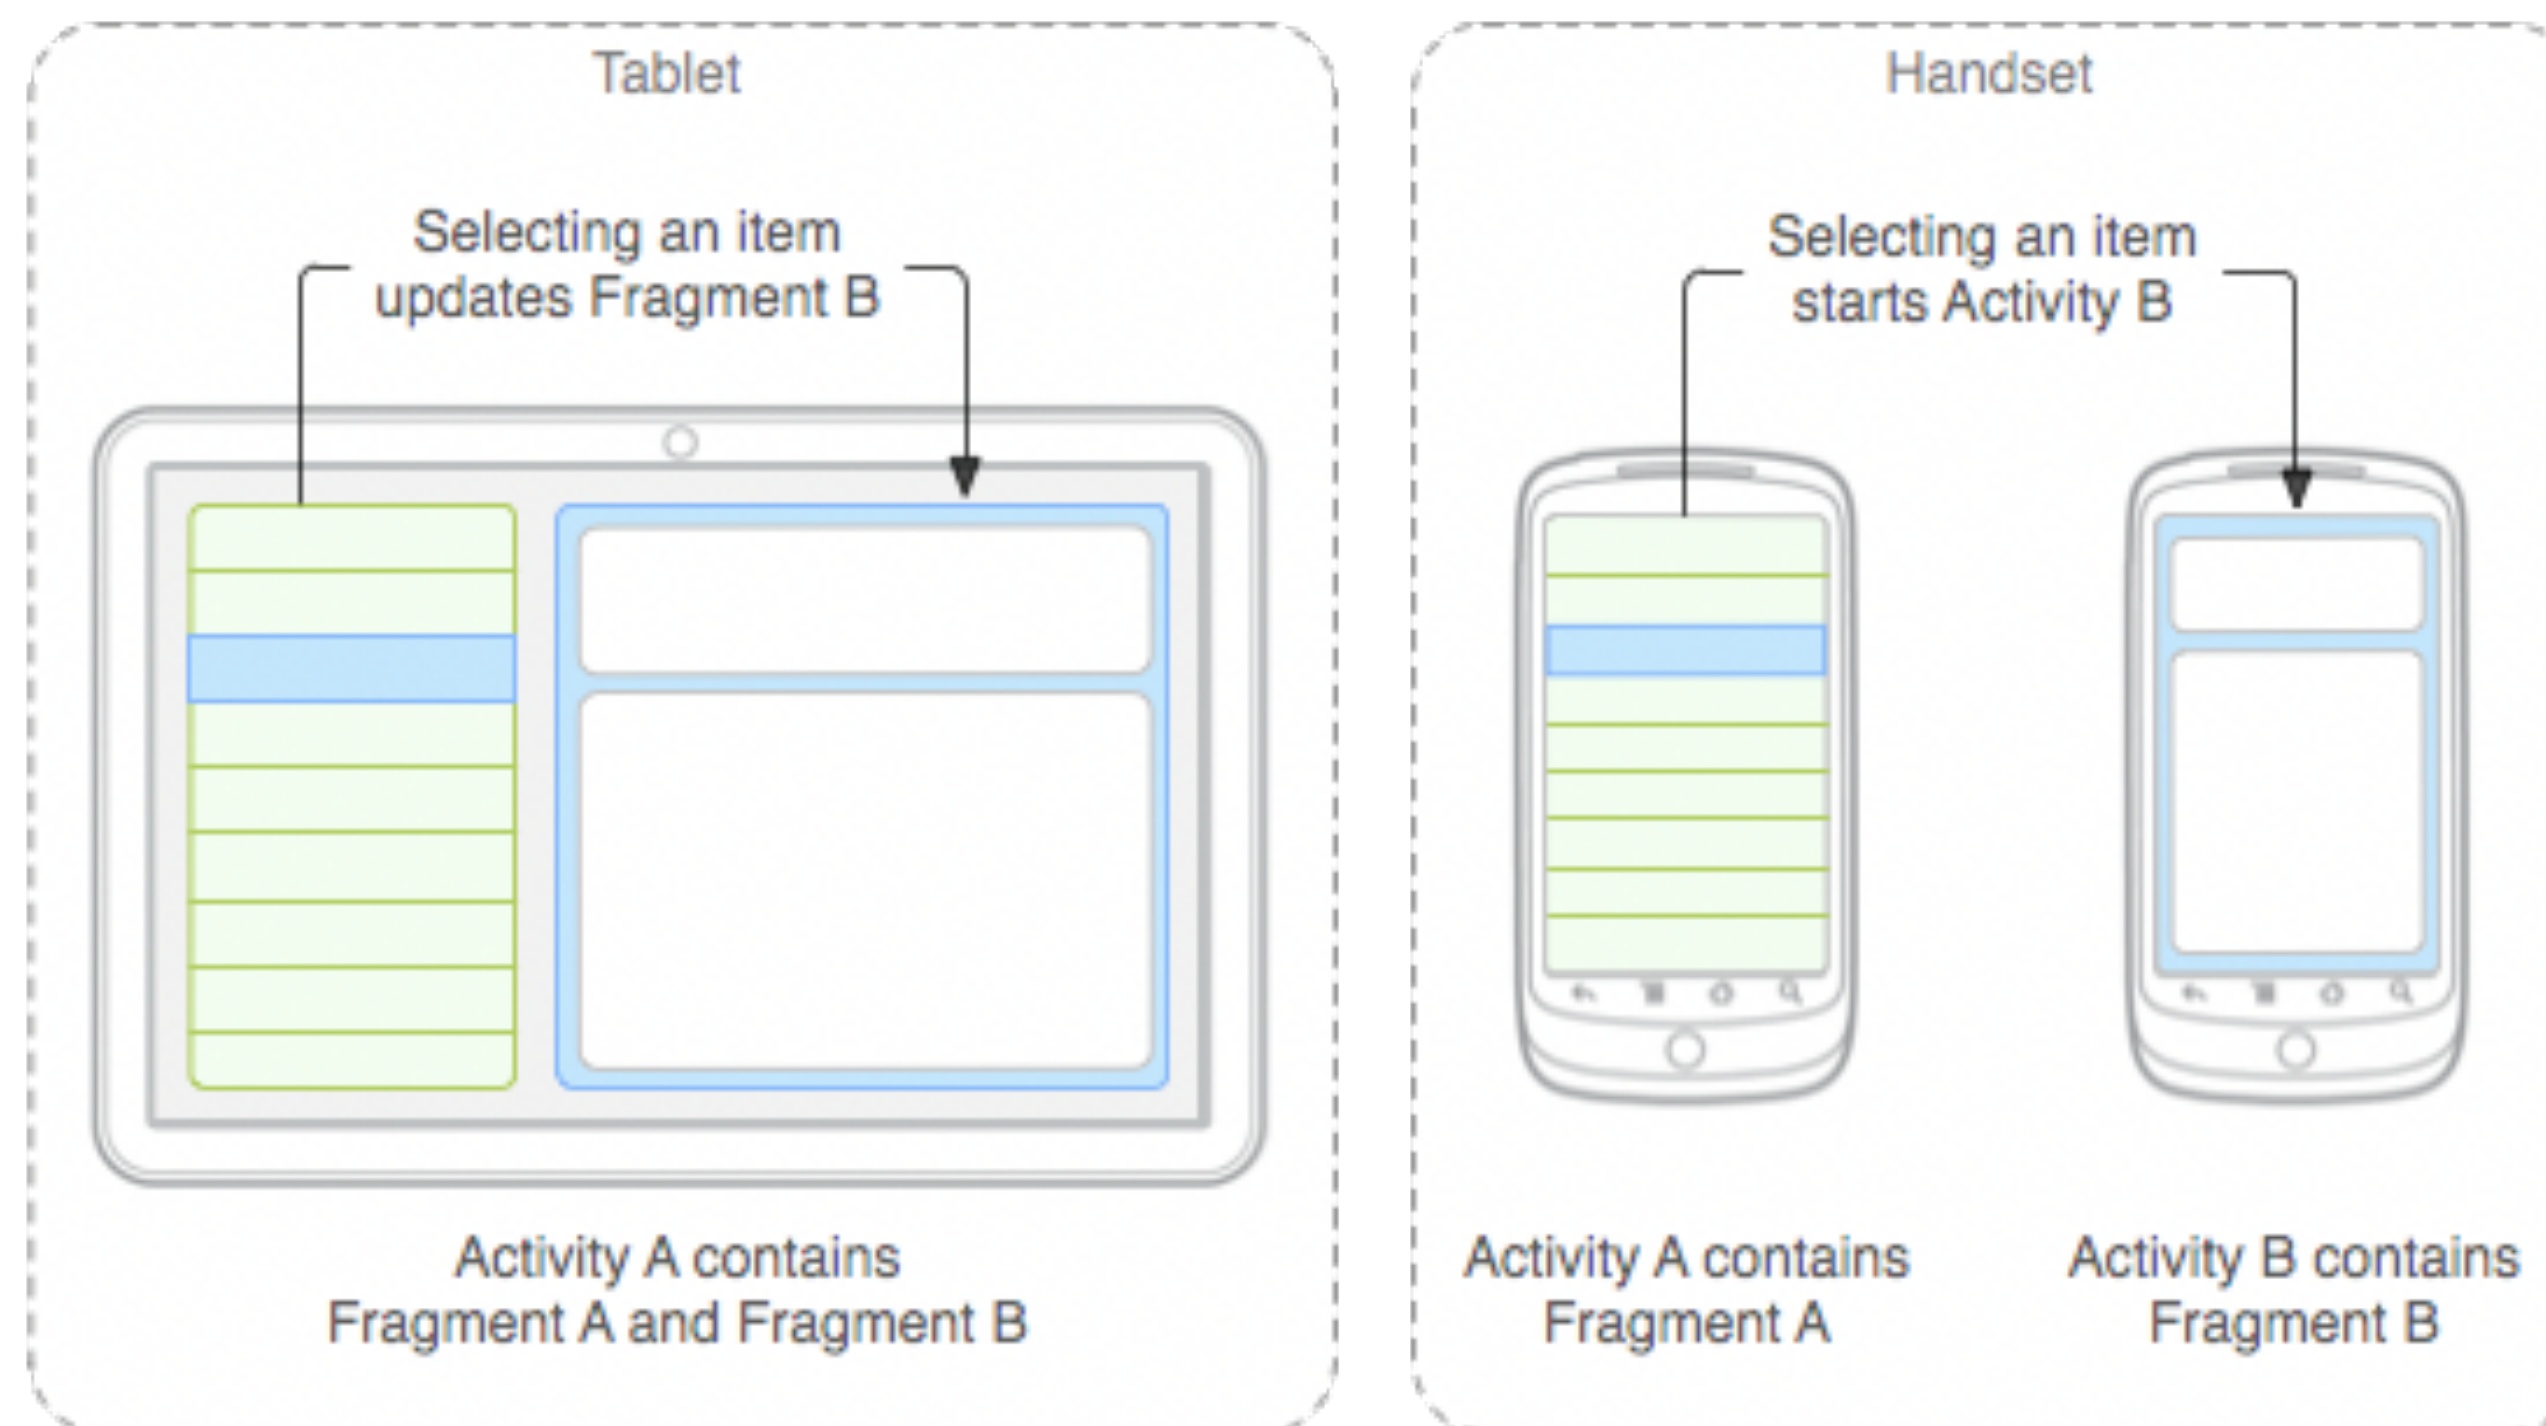 Tablet
Selecting an item
updates Fragment B
Activity A contains
Fragment A and Fragment B
Handset
Selecting an item
starts Activity B
Activity A contains
Fragment A
Activity B contains
Fragment B